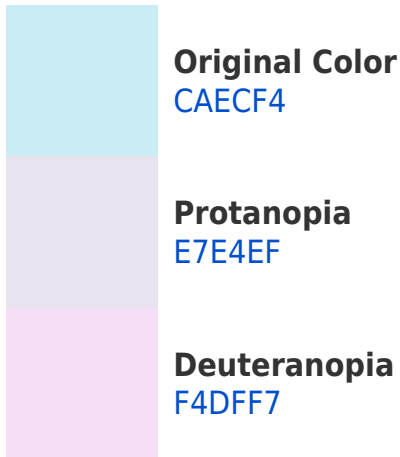 Original Color
CAECF4
Protanopia
E7E4EF
Deuteranopia
F4DFF7